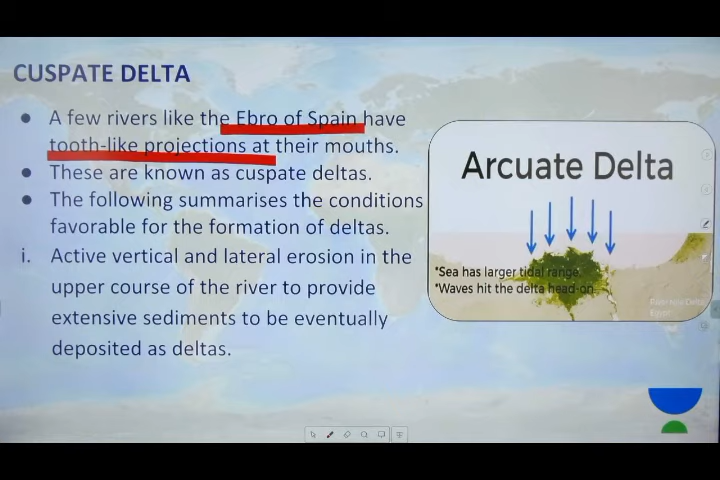 CUSPATE DELTA
● A few rivers like the Ebro of Spain have
tooth-like projections at their mouths.
● These are known as cuspate deltas.
● The following summarises the conditions
favorable for the formation of deltas.
i. Active vertical and lateral erosion in the
upper course of the river to provide
extensive sediments to be eventually
deposited as deltas.
Arcuate Delta
*Sea has larger tidal range.
*Waves hit the delta head-on.
Delta
Egypt